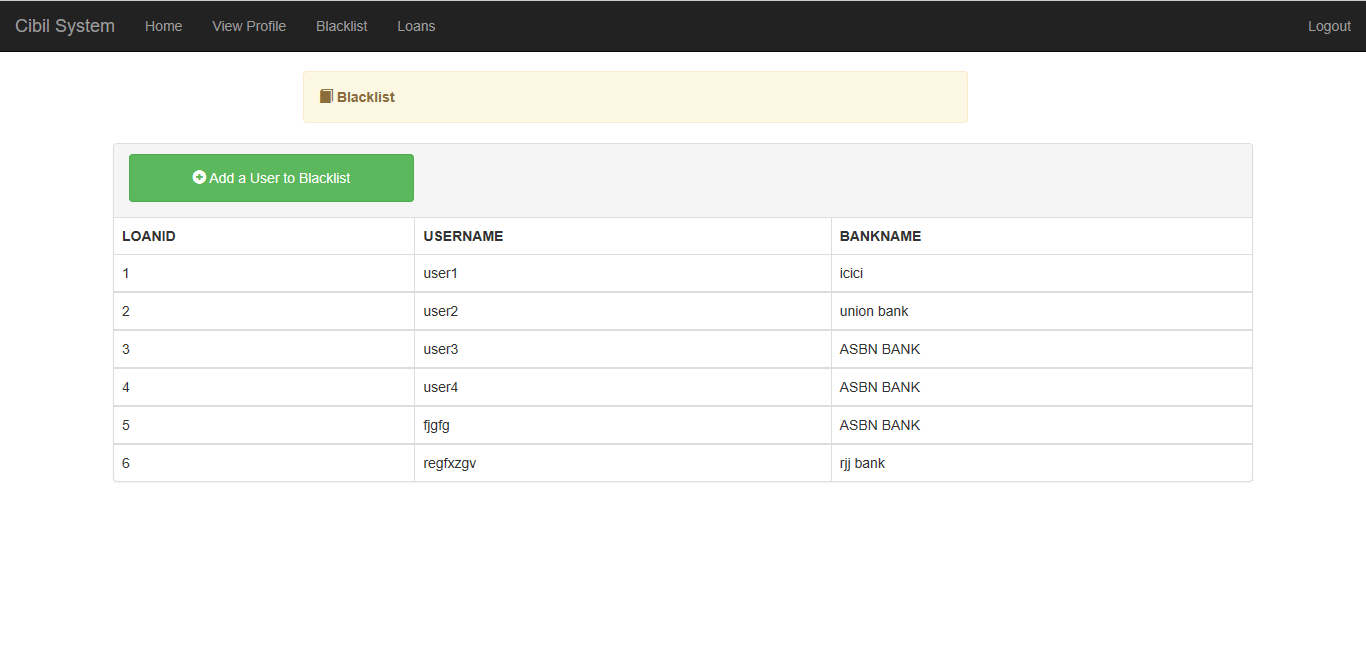 Cibil System Home View Profile Blacklist Loans Logout
Blacklist
Add a User to Blacklist
LOANID USERNAME BANKNAME
1 user1 icici
2 user2 union bank
3 user3 ASBN BANK
4 user4 ASBN BANK
5 fjgfg ASBN BANK
6 regfxzgv rjj bank